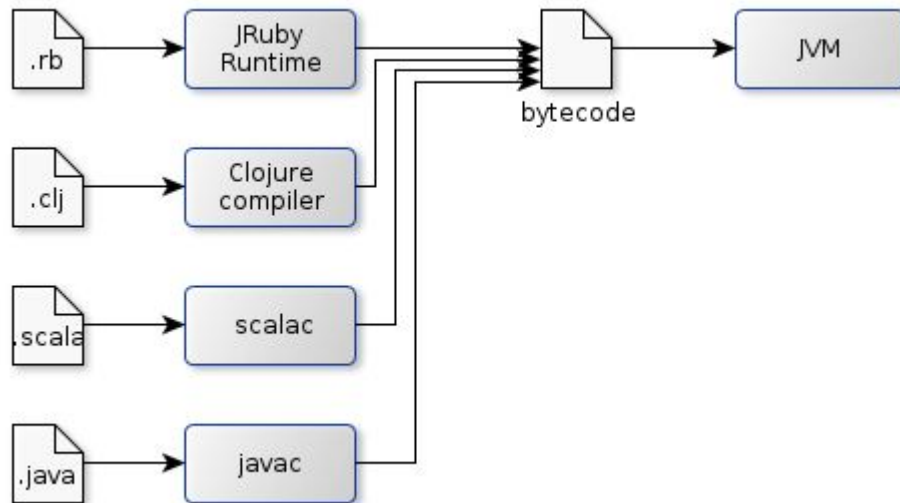 .rb
JRuby
Runtime
bytecode
JVM
.clj
Clojure
compiler
.scala
scalac
.java
javac